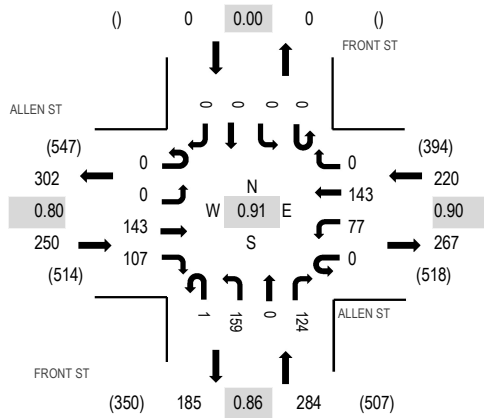 () 0 0.00 0 ()
FRONT ST
ALLEN ST
0 0 0 0
(547) (394)
302 0 0 220
0 N 143
0.80 W 0.91 E 0.90
143 77
250 S 267
107 0
(514) (518)
1 159 0 124
ALLEN ST
FRONT ST
(350) 185 0.86 284 (507)